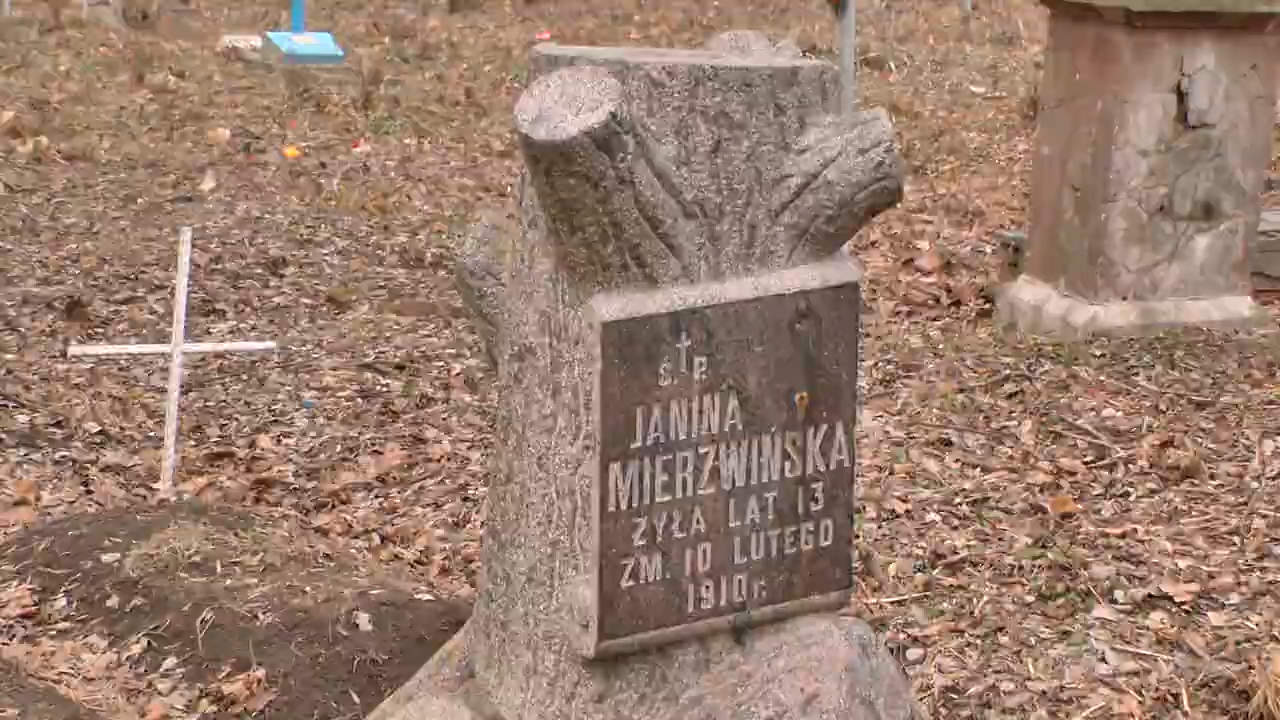 ś. † P.
JANINA
MIERZWIŃSKA
ŻYŁA LAT 13
ZM. 10 LUTEGO
1910 r.